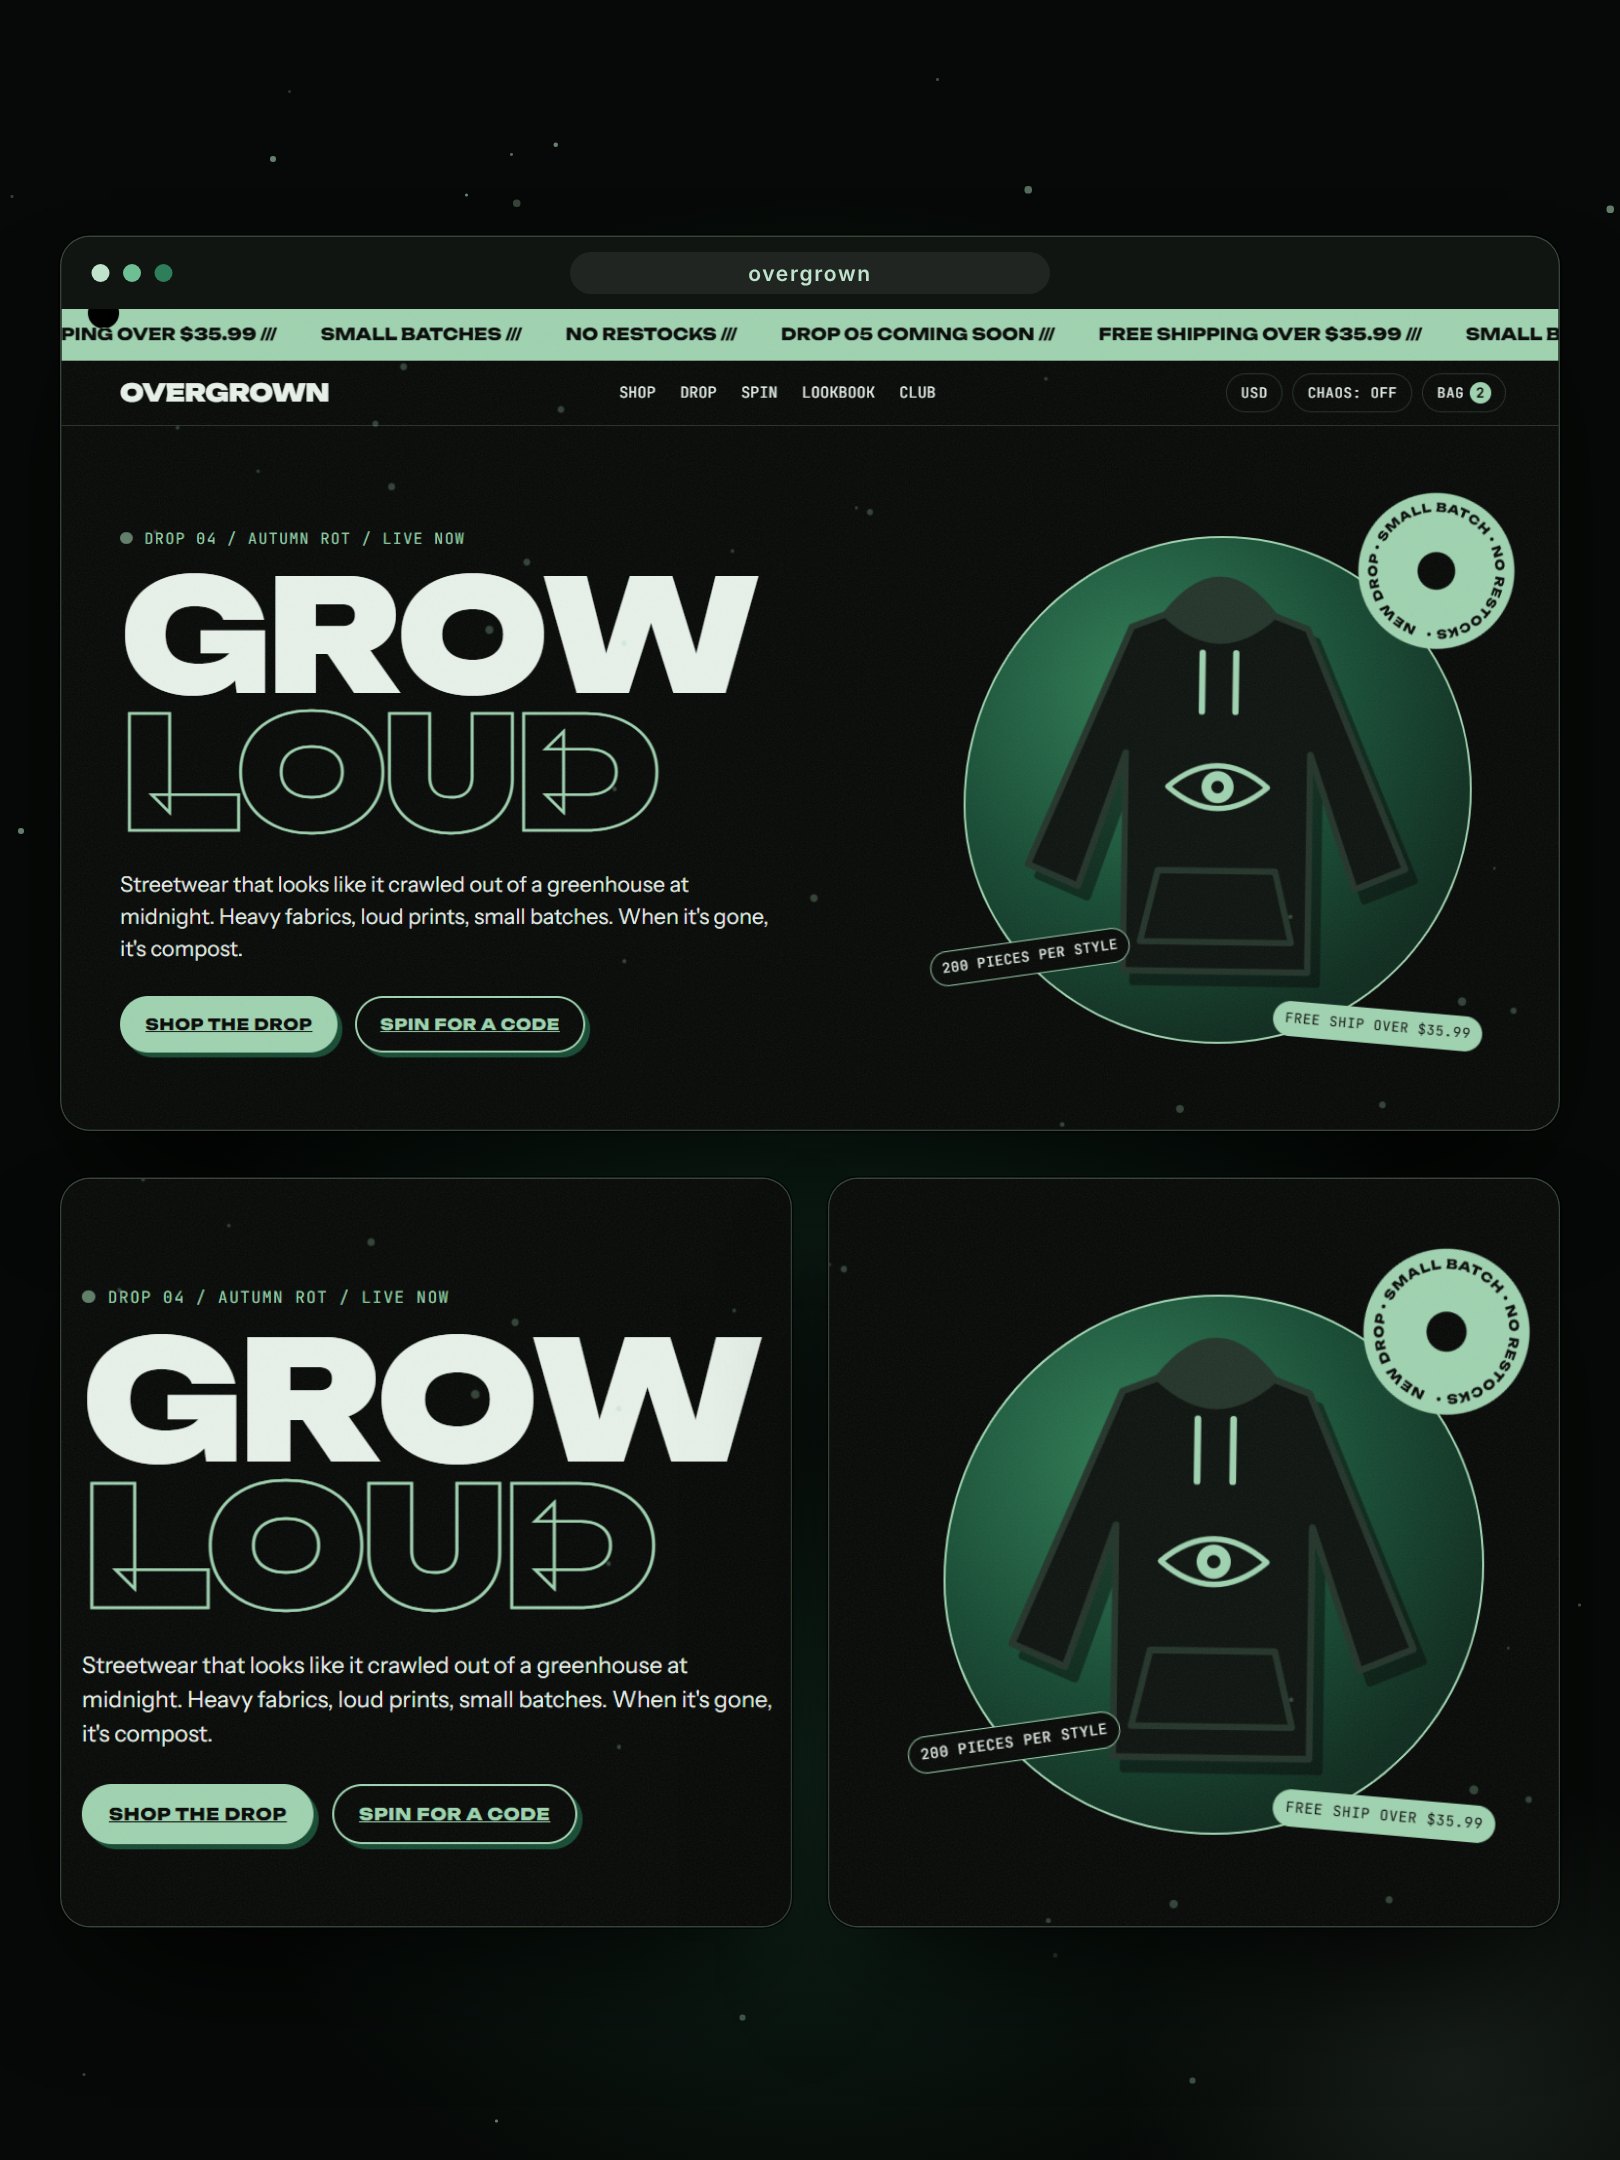 overgrown
PING OVER $35.99 /// SMALL BATCHES /// NO RESTOCKS /// DROP 05 COMING SOON /// FREE SHIPPING OVER $35.99 /// SMALL B
OVERGROWN SHOP DROP SPIN LOOKBOOK CLUB USD CHAOS: OFF BAG 2
DROP 04 / AUTUMN ROT / LIVE NOW
GROW
LOUD
Streetwear that looks like it crawled out of a greenhouse at
midnight. Heavy fabrics, loud prints, small batches. When it's gone,
it's compost.
SHOP THE DROP SPIN FOR A CODE
NEW DROP • SMALL BATCH • NO RESTOCKS •
200 PIECES PER STYLE
FREE SHIP OVER $35.99
DROP 04 / AUTUMN ROT / LIVE NOW
GROW
LOUD
Streetwear that looks like it crawled out of a greenhouse at
midnight. Heavy fabrics, loud prints, small batches. When it's gone,
it's compost.
SHOP THE DROP SPIN FOR A CODE
NEW DROP • SMALL BATCH • NO RESTOCKS •
200 PIECES PER STYLE
FREE SHIP OVER $35.99